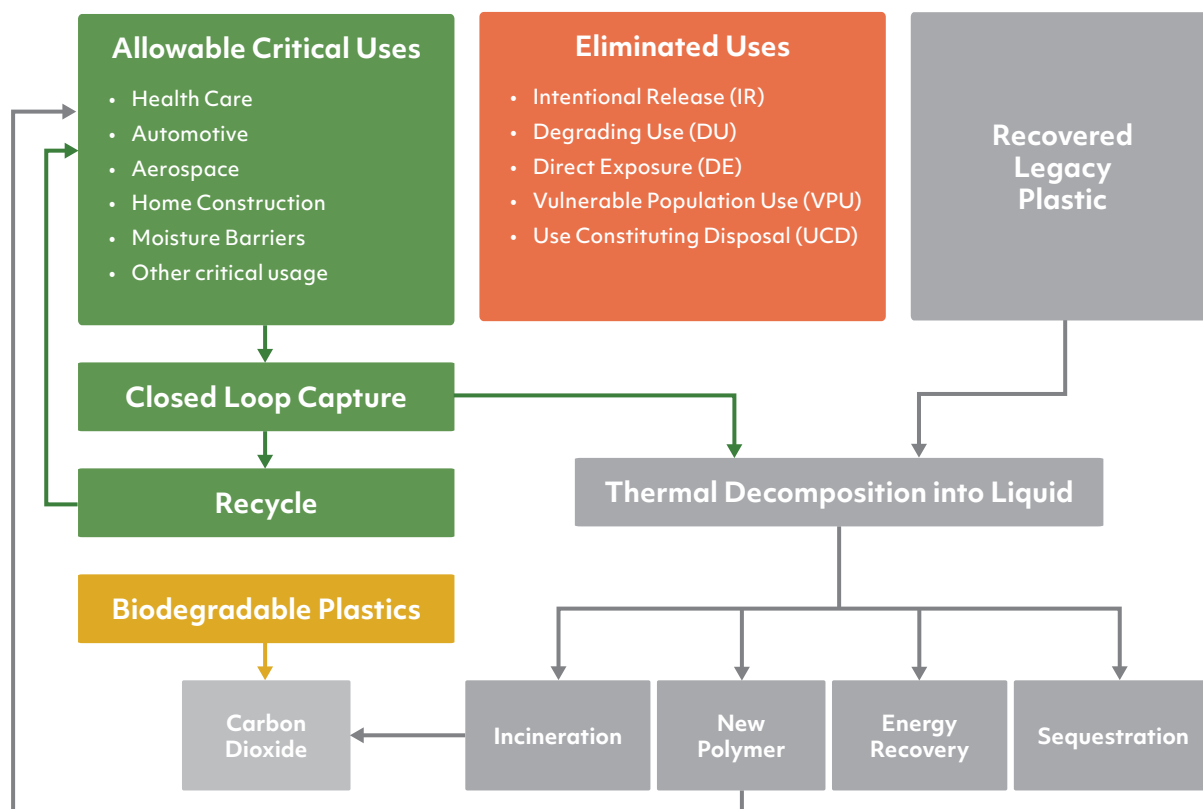 Allowable Critical Uses
• Health Care
• Automotive
• Aerospace
• Home Construction
• Moisture Barriers
• Other critical usage
Eliminated Uses
• Intentional Release (IR)
• Degrading Use (DU)
• Direct Exposure (DE)
• Vulnerable Population Use (VPU)
• Use Constituting Disposal (UCD)
Recovered
Legacy
Plastic
Closed Loop Capture
Recycle
Thermal Decomposition into Liquid
Biodegradable Plastics
Carbon
Dioxide
Incineration
New
Polymer
Energy
Recovery
Sequestration